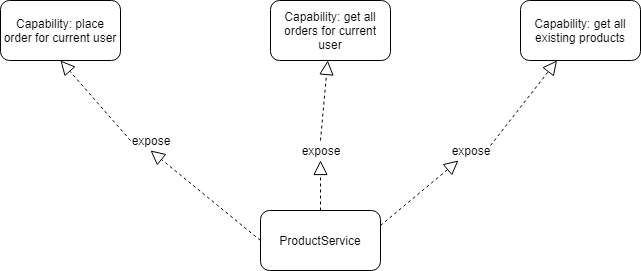 Capability: place
order for current user
Capability: get all
orders for current
user
Capability: get all
existing products
expose
expose
expose
ProductService